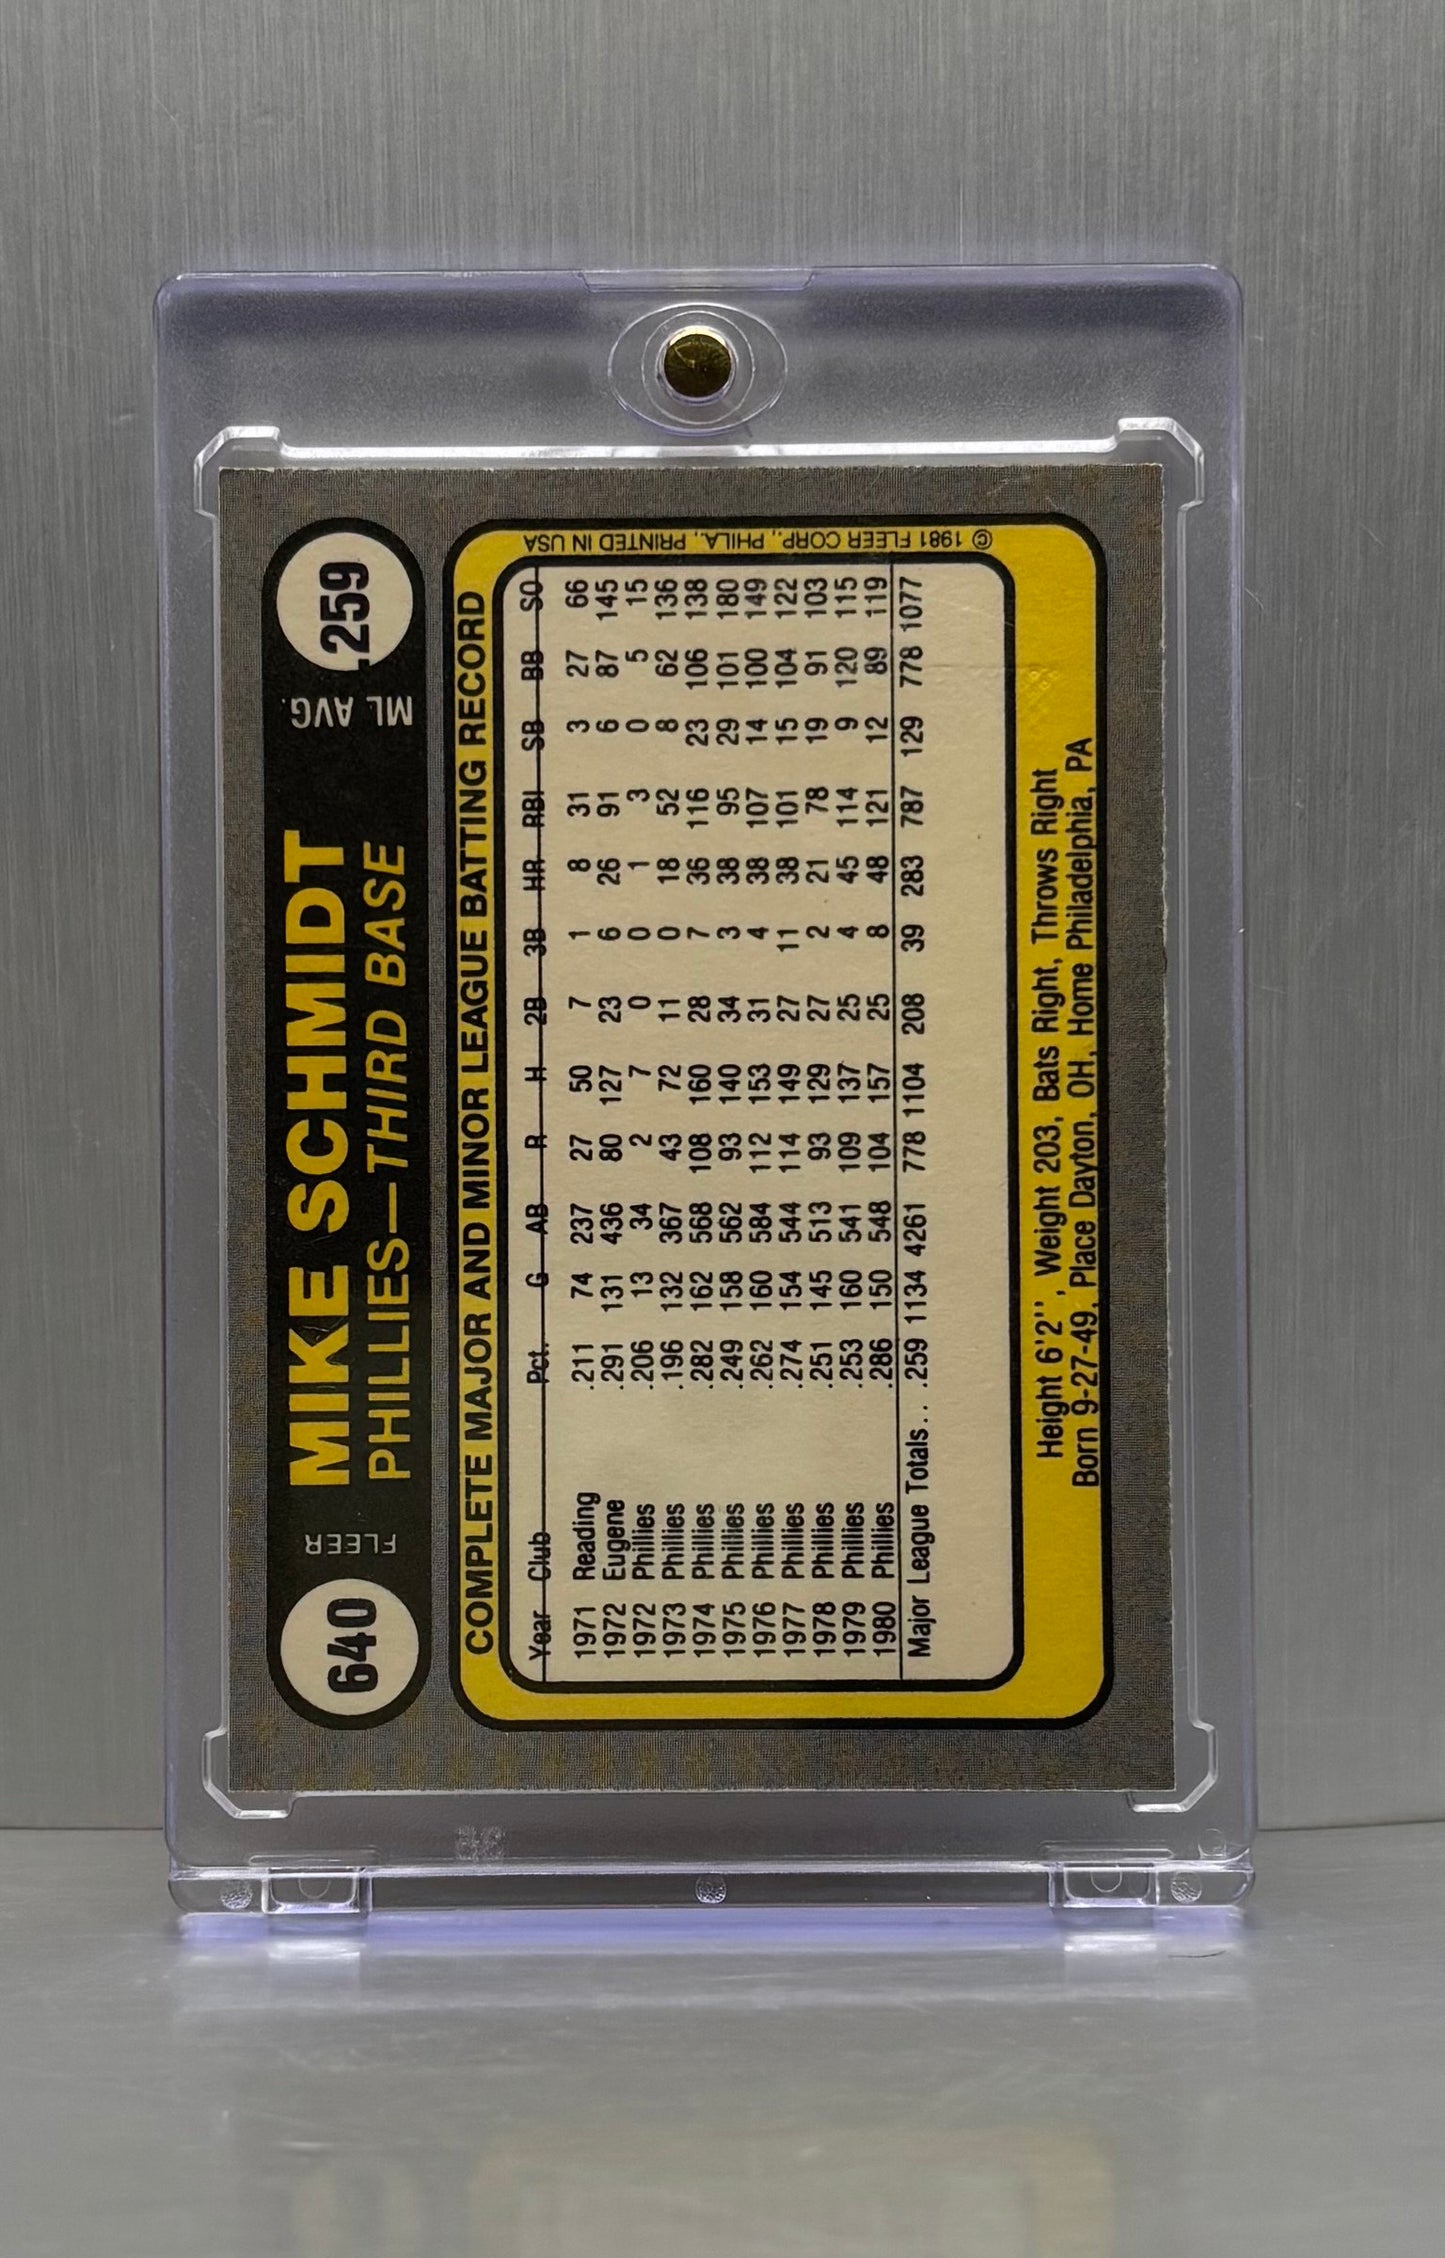 640
FLEER
MIKE SCHMIDT
PHILLIES—THIRD BASE
ML AVG.
.259
COMPLETE MAJOR AND MINOR LEAGUE BATTING RECORD
Year Club Pct. G AB R H 2B 3B HR RBI SB BB SO
1971 Reading .211 74 237 27 50 7 1 8 31 3 27 66
1972 Eugene .291 131 436 80 127 23 6 26 91 6 87 145
1972 Phillies .206 13 34 2 7 0 0 1 3 0 5 15
1973 Phillies .196 132 367 43 72 11 0 18 52 8 62 136
1974 Phillies .282 162 568 108 160 28 7 36 116 23 106 138
1975 Phillies .249 158 562 93 140 34 3 38 95 29 101 180
1976 Phillies .262 160 584 112 153 31 4 38 107 14 100 149
1977 Phillies .274 154 544 114 149 27 11 38 101 15 104 122
1978 Phillies .251 145 513 93 129 27 2 21 78 19 91 103
1979 Phillies .253 160 541 109 137 25 4 45 114 9 120 115
1980 Phillies .286 150 548 104 157 25 8 48 121 12 89 119
Major League Totals.. .259 1134 4261 778 1104 208 39 283 787 129 778 1077
© 1981 FLEER CORP., PHILA., PRINTED IN USA
Height 6'2'', Weight 203, Bats Right, Throws Right
Born 9-27-49, Place Dayton, OH, Home Philadelphia, PA